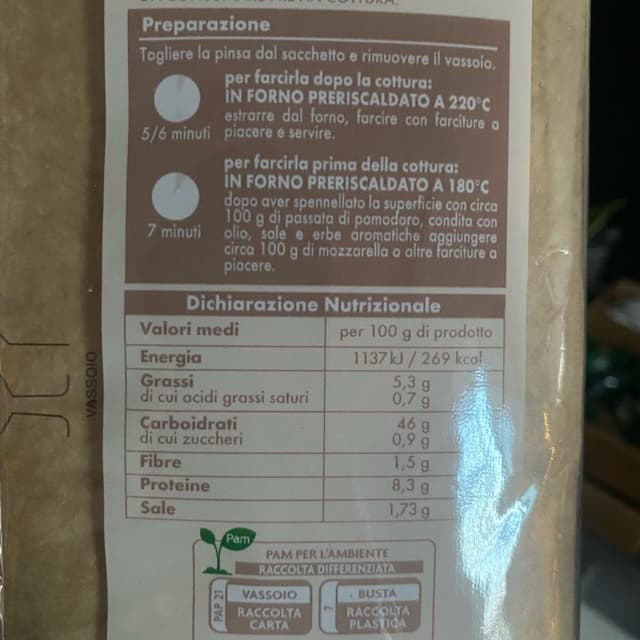 Preparazione
Togliere la pinsa dal sacchetto e rimuovere il vassoio.
per farcirla dopo la cottura:
IN FORNO PRERISCALDATO A 220°C
estrarre dal forno, farcire con farciture a
5/6 minuti piacere e servire.
per farcirla prima della cottura:
IN FORNO PRERISCALDATO A 180°C
dopo aver spennellato la superficie con circa
100 g di passata di pomodoro, condita con
7 minuti olio, sale e erbe aromatiche aggiungere
circa 100 g di mozzarella o altre farciture a
piacere.
Dichiarazione Nutrizionale
Valori medi per 100 g di prodotto
Energia 1137 kJ / 269 kcal
Grassi 5,3 g
di cui acidi grassi saturi 0,7 g
Carboidrati 46 g
di cui zuccheri 0,9 g
Fibre 1,5 g
Proteine 8,3 g
Sale 1,73 g
VASSOIO
Pam
PAM PER L'AMBIENTE
RACCOLTA DIFFERENZIATA
PAP 21
VASSOIO
RACCOLTA
CARTA
7
BUSTA
RACCOLTA
PLASTICA